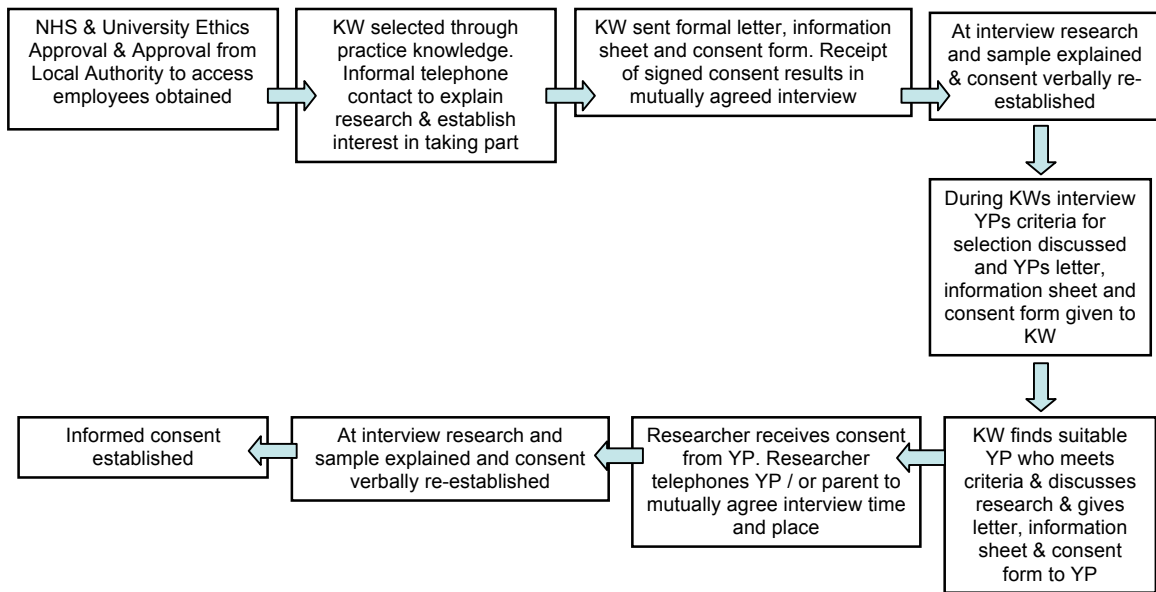 NHS & University Ethics
Approval & Approval from
Local Authority to access
employees obtained
KW selected through
practice knowledge.
Informal telephone
contact to explain
research & establish
interest in taking part
KW sent formal letter, information
sheet and consent form. Receipt
of signed consent results in
mutually agreed interview
At interview research
and sample explained
& consent verbally re-
established
During KWs interview
YPs criteria for
selection discussed
and YPs letter,
information sheet and
consent form given to
KW
KW finds suitable
YP who meets
criteria & discusses
research & gives
letter, information
sheet & consent
form to YP
Researcher receives consent
from YP. Researcher
telephones YP / or parent to
mutually agree interview time
and place
At interview research and
sample explained and consent
verbally re-established
Informed consent
established